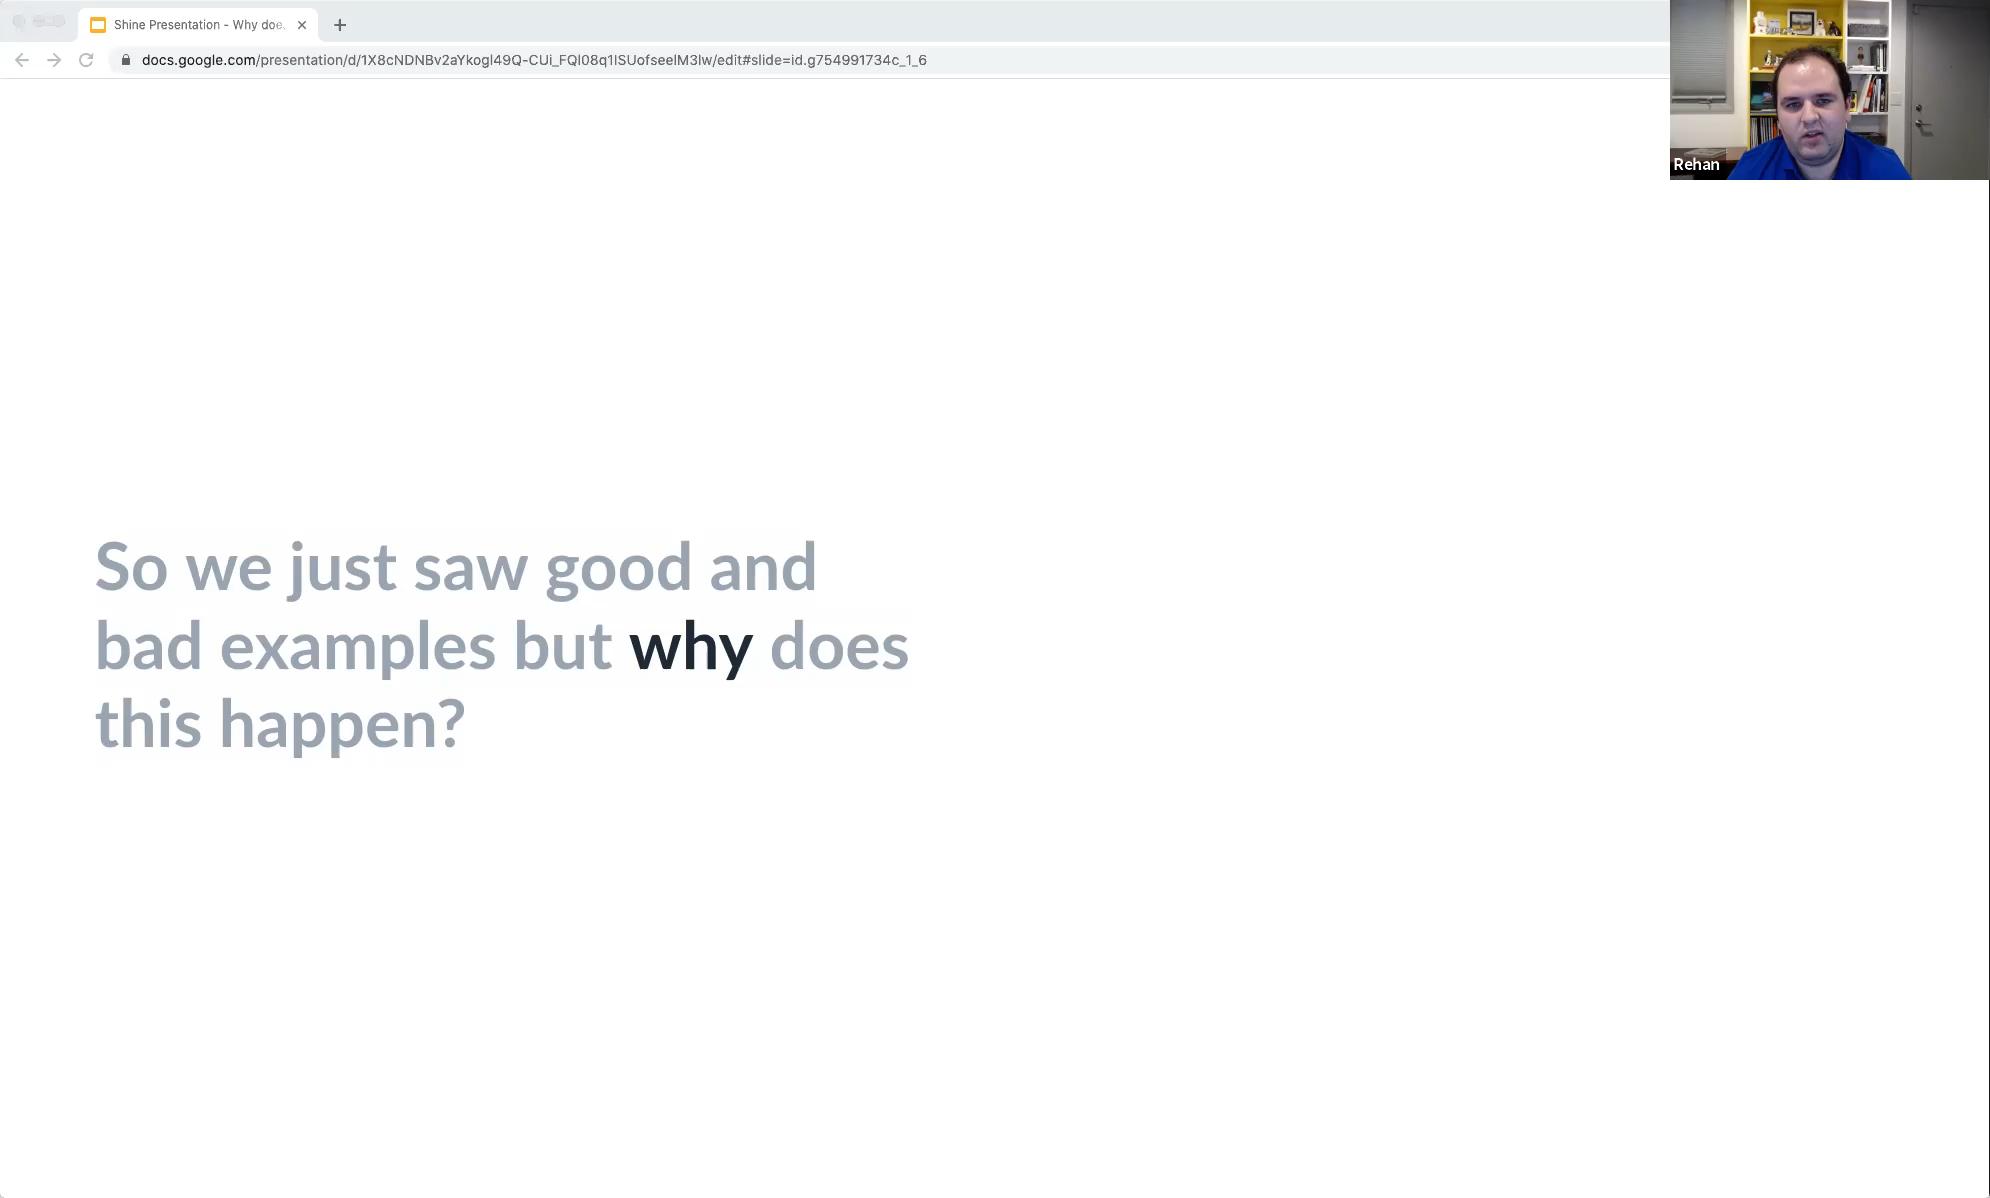 Shine Presentation - Why doe
docs.google.com/presentation/d/1X8cNDNBv2aYkogl49Q-CUi_FQl08q1lSUofseelM3lw/edit#slide=id.g754991734c_1_6
Rehan
So we just saw good and
bad examples but why does
this happen?